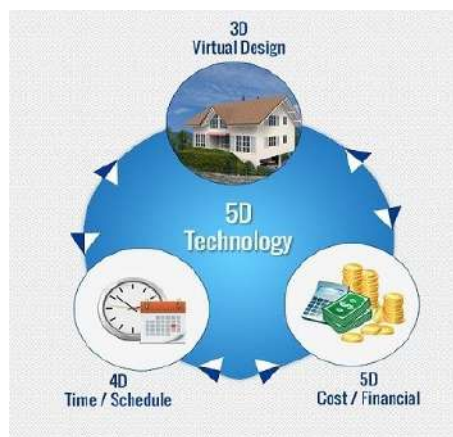 3D
Virtual Design
5D
Technology
4D
Time / Schedule
5D
Cost / Financial